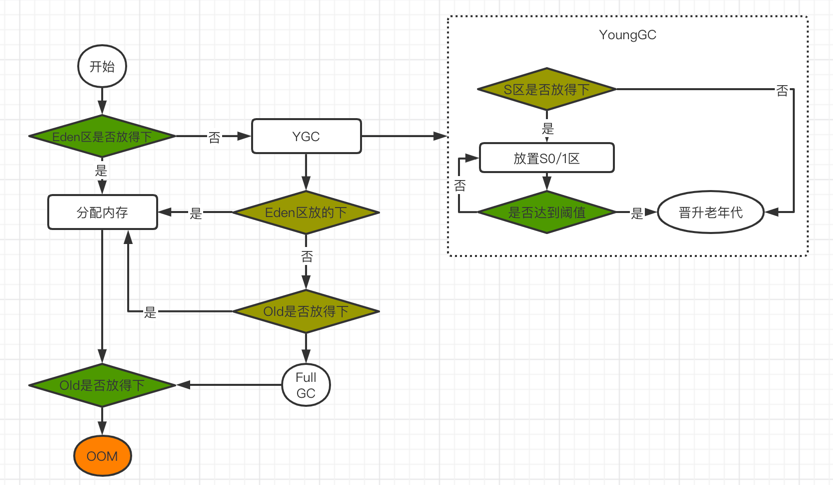 YoungGC
开始
S区是否放得下
否
Eden区是否放得下
否
YGC
是
放置S0/1区
是
否
分配内存
是
Eden区放的下
是否达到阈值
是
晋升老年代
否
是
Old是否放得下
Old是否放得下
Full
GC
OOM